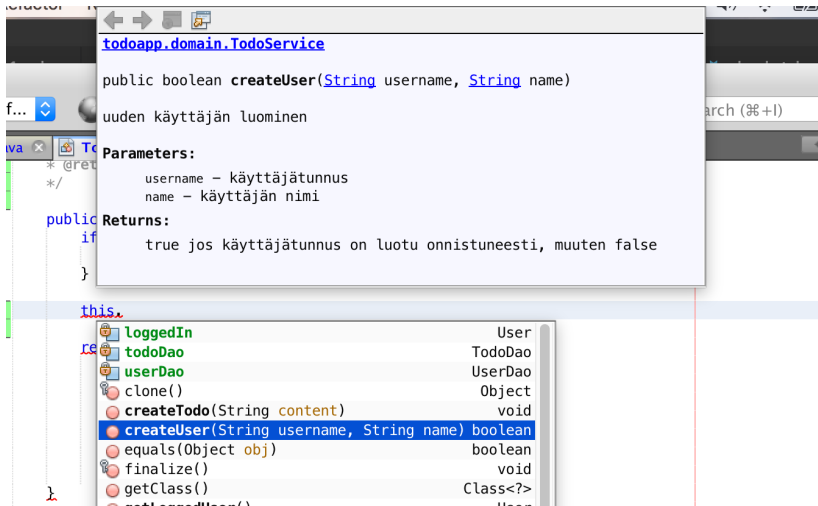 todoapp.domain.TodoService
public boolean createUser(String username, String name)
uuden käyttäjän luominen
f...
arch (⌘+I)
ava
Parameters:
* @ret
username – käyttäjätunnus
*/
name – käyttäjän nimi
public
Returns:
if
true jos käyttäjätunnus on luotu onnistuneesti, muuten false
}
this.
loggedIn User
re
todoDao TodoDao
userDao UserDao
clone() Object
createTodo(String content) void
createUser(String username, String name) boolean
equals(Object obj) boolean
finalize() void
getClass() Class<?>
}